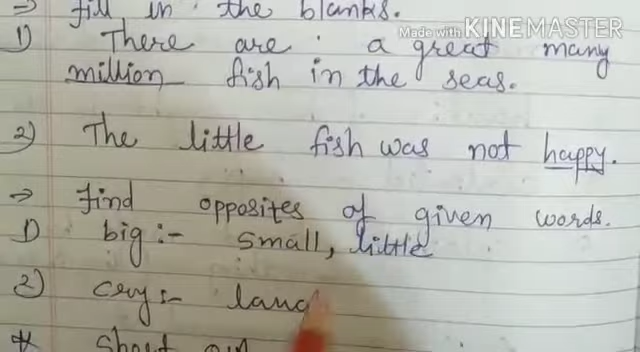 ⇒ fill in the blanks.
Made with KINEMASTER
1) There are a great many
million fish in the seas.
2) The little fish was not happy.
⇒ find opposites of given words.
1) big :- small, little
2) cry :-
* Short